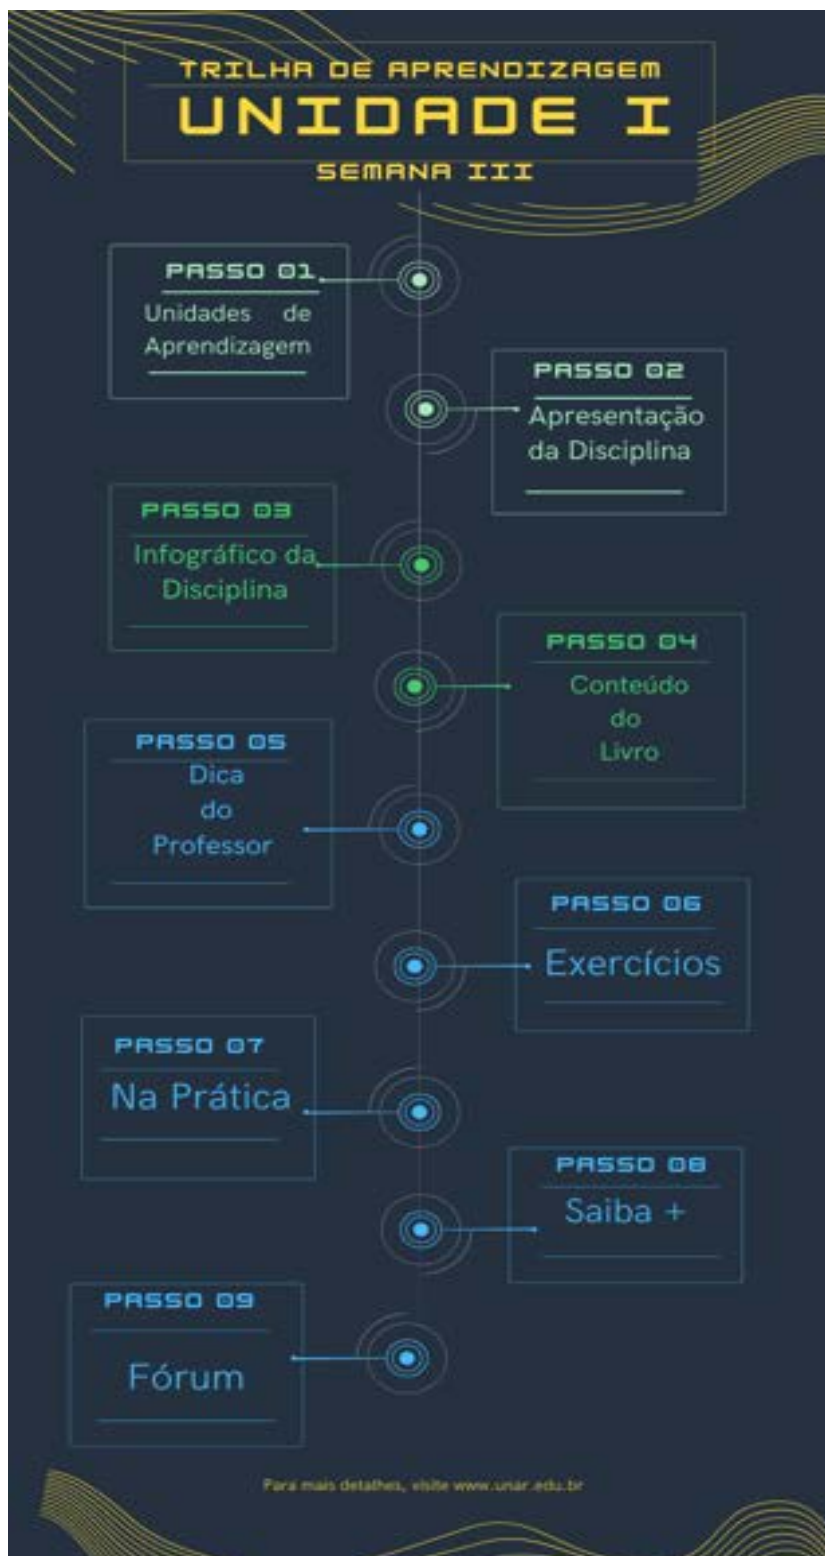 TRILHA DE APRENDIZAGEM
UNIDADE I
SEMANA III
PASSO 01
Unidades de
Aprendizagem
PASSO 02
Apresentação
da Disciplina
PASSO 03
Infográfico da
Disciplina
PASSO 04
Conteúdo
do
Livro
PASSO 05
Dica
do
Professor
PASSO 06
Exercícios
PASSO 07
Na Prática
PASSO 08
Saiba +
PASSO 09
Fórum
Para mais detalhes, visite www.unar.edu.br